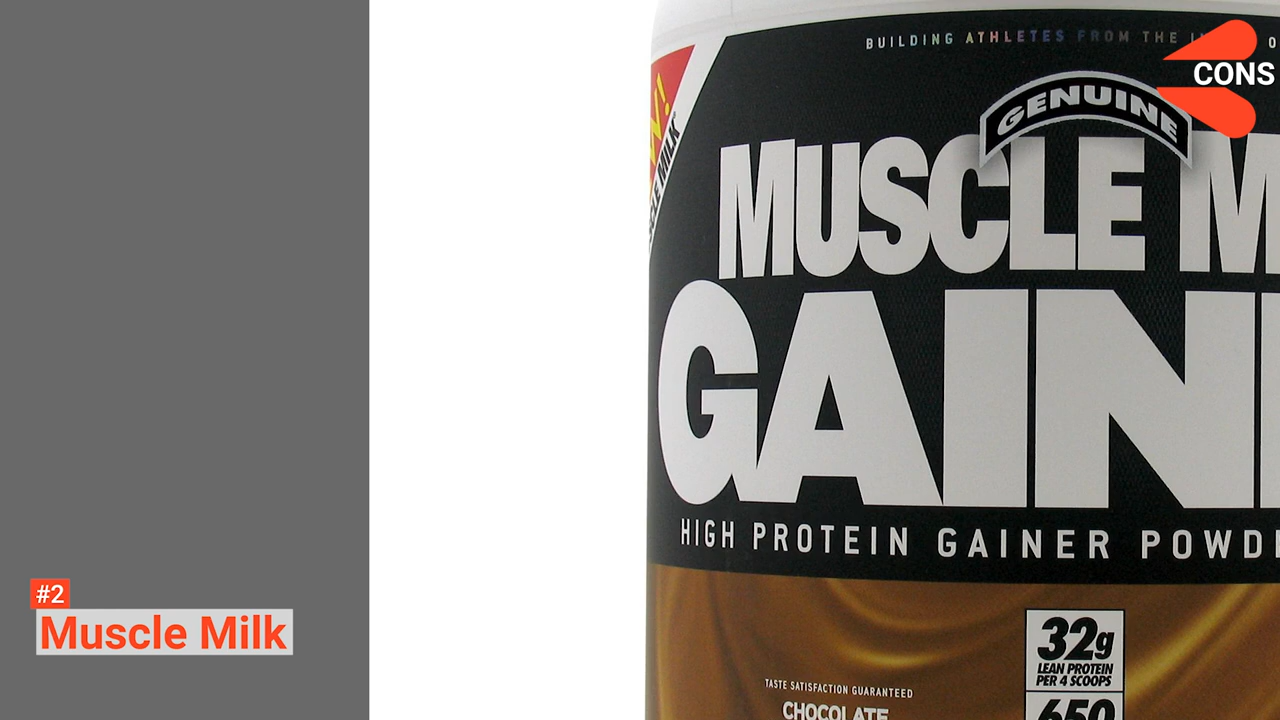 BUILDING ATHLETES FROM THE
CONS
GENUINE
MUSCLE
GAIN
HIGH PROTEIN GAINER
#2
Muscle Milk
32g
LEAN PROTEIN
PER 4 SCOOPS
650
TASTE SATISFACTION GUARANTEED
CHOCOLATE